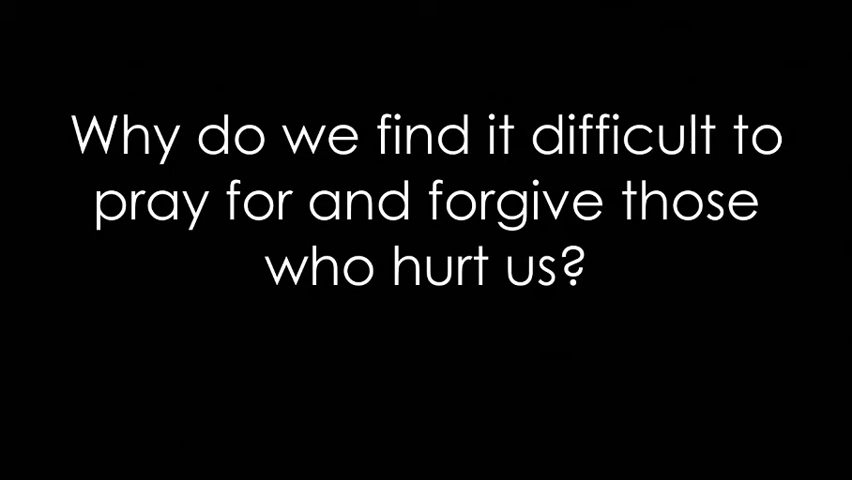 Why do we find it difficult to
pray for and forgive those
who hurt us?